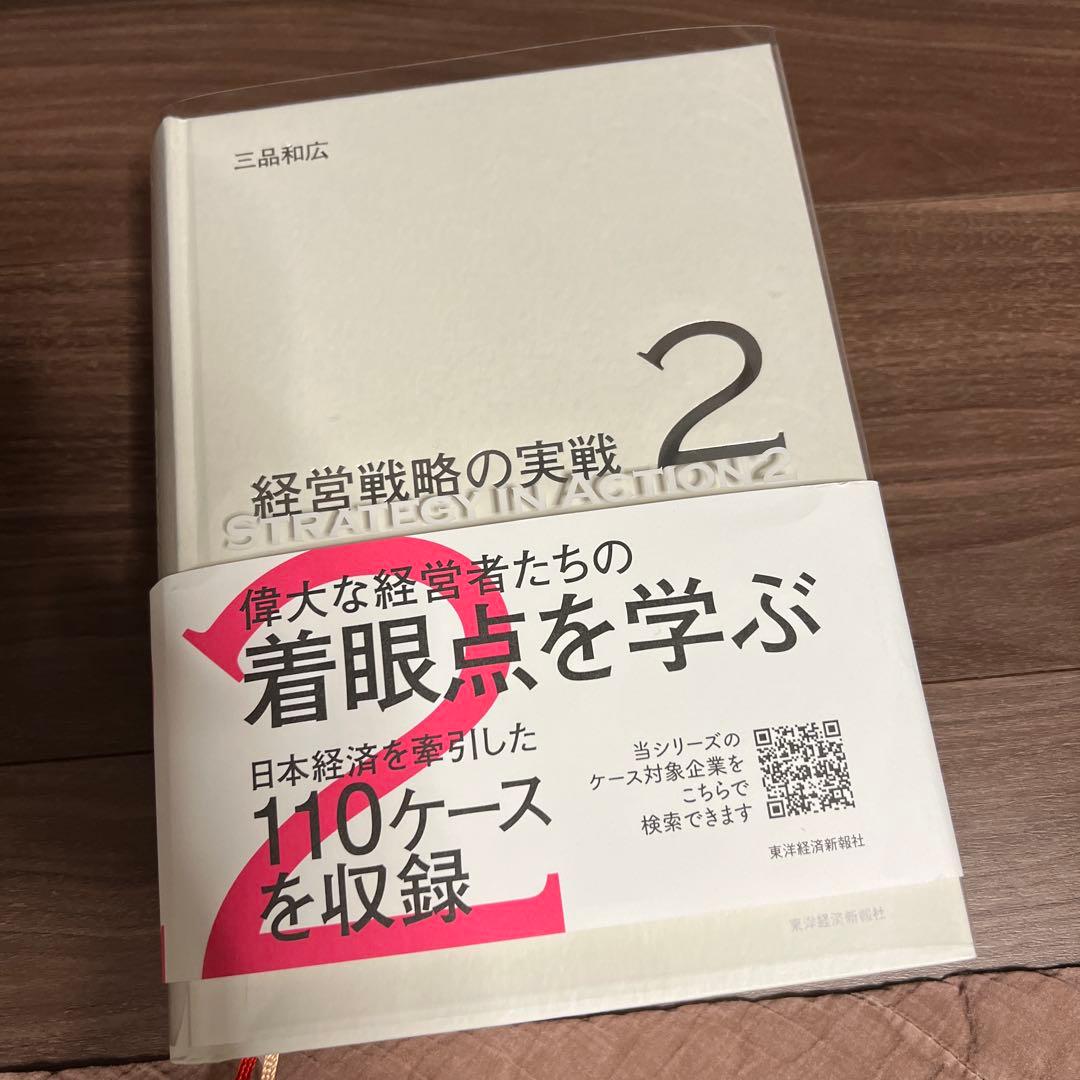 三品和広
2
経営戦略の実戦
STRATEGY IN ACTION 2
2
偉大な経営者たちの
着眼点を学ぶ
日本経済を牽引した
110ケース
を収録
当シリーズの
ケース対象企業を
こちらで
検索できます
東洋経済新報社
東洋経済新報社